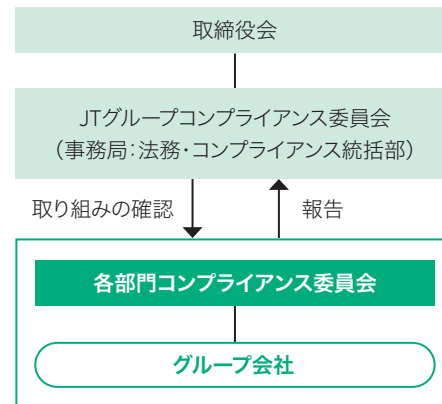 取締役会
JTグループコンプライアンス委員会
（事務局：法務・コンプライアンス統括部）
取り組みの確認
報告
各部門コンプライアンス委員会
グループ会社